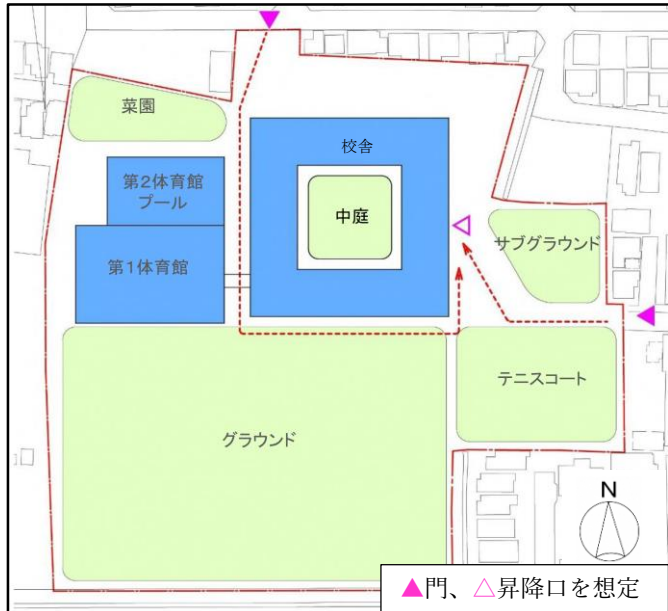 菜園
校舎
第2体育館
プール
中庭
サブグラウンド
第1体育館
テニスコート
グラウンド
N
▲門、△昇降口を想定